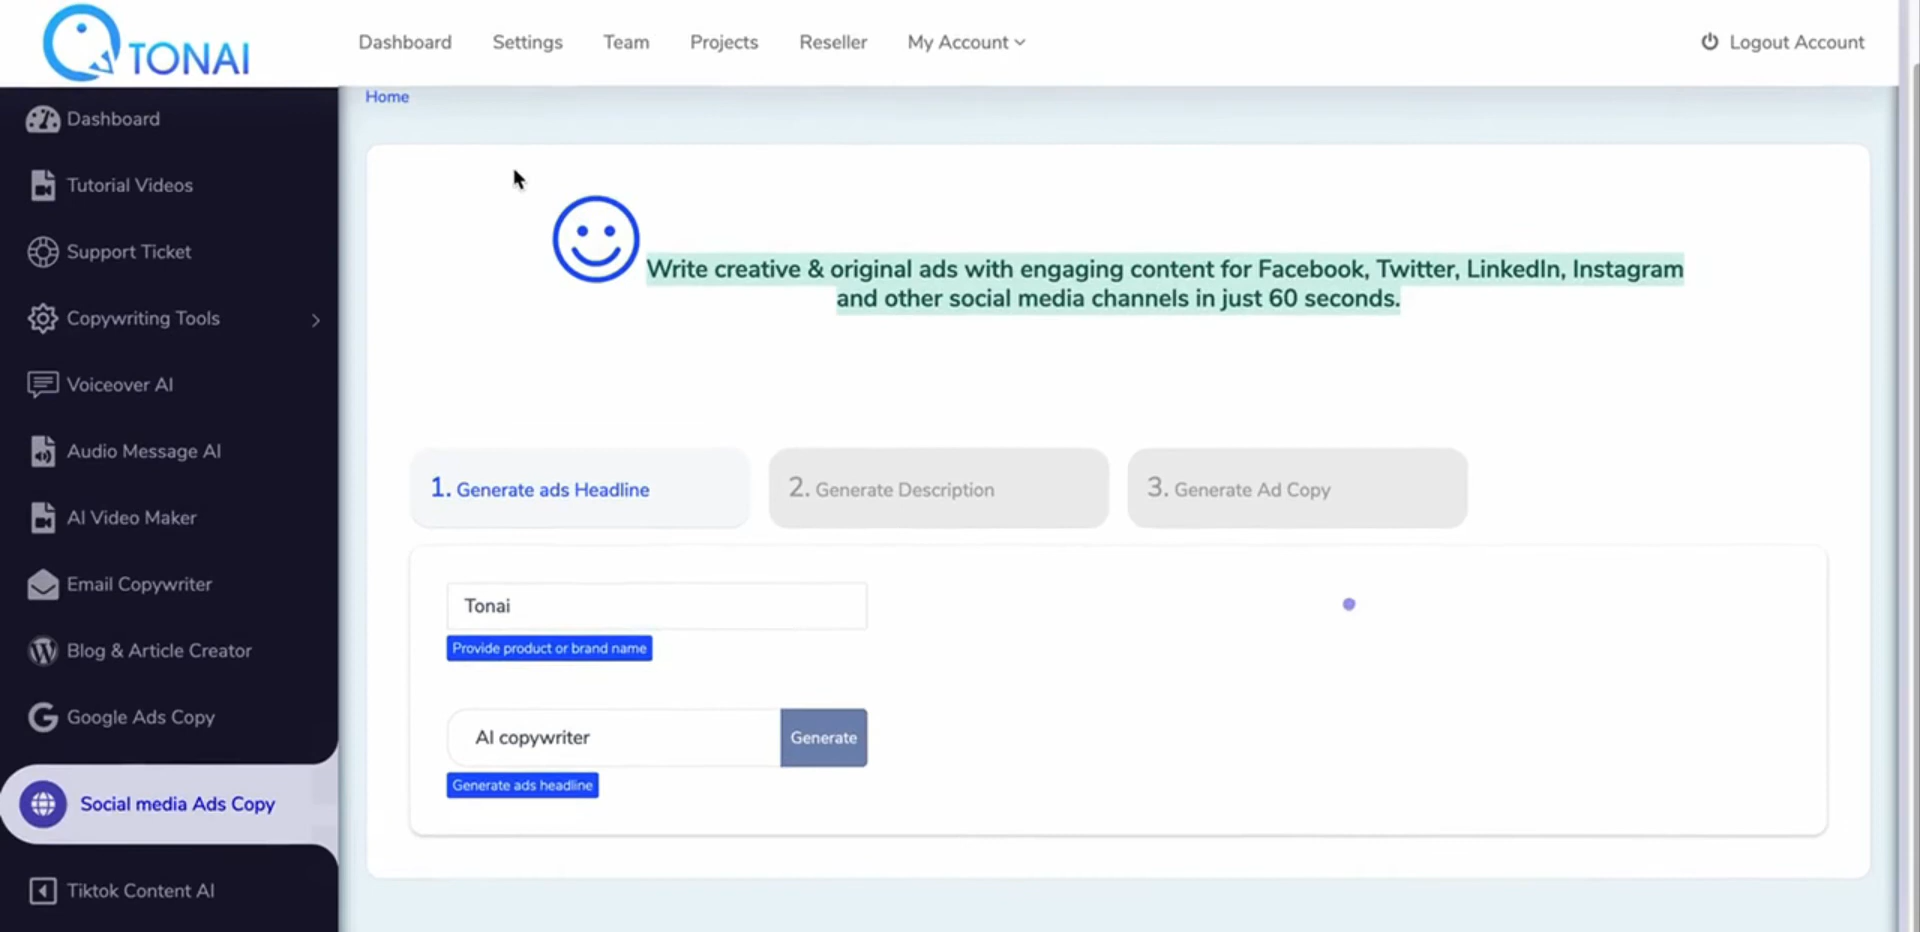 TONAI
Dashboard
Settings
Team
Projects
Reseller
My Account
Logout Account
Dashboard
Tutorial Videos
Support Ticket
Copywriting Tools
Voiceover AI
Audio Message AI
AI Video Maker
Email Copywriter
Blog & Article Creator
Google Ads Copy
Social media Ads Copy
Tiktok Content AI
Home
Write creative & original ads with engaging content for Facebook, Twitter, LinkedIn, Instagram
and other social media channels in just 60 seconds.
1. Generate ads Headline
2. Generate Description
3. Generate Ad Copy
Tonai
Provide product or brand name
AI copywriter
Generate
Generate ads headline